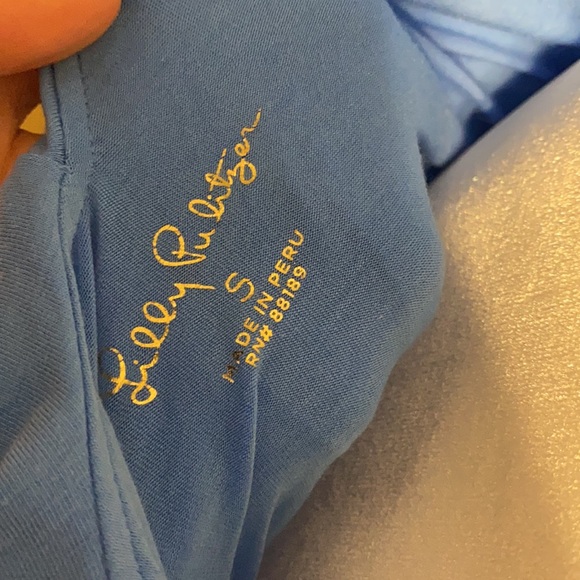 Lilly Pulitzer
S
MADE IN PERU
RN# 88189